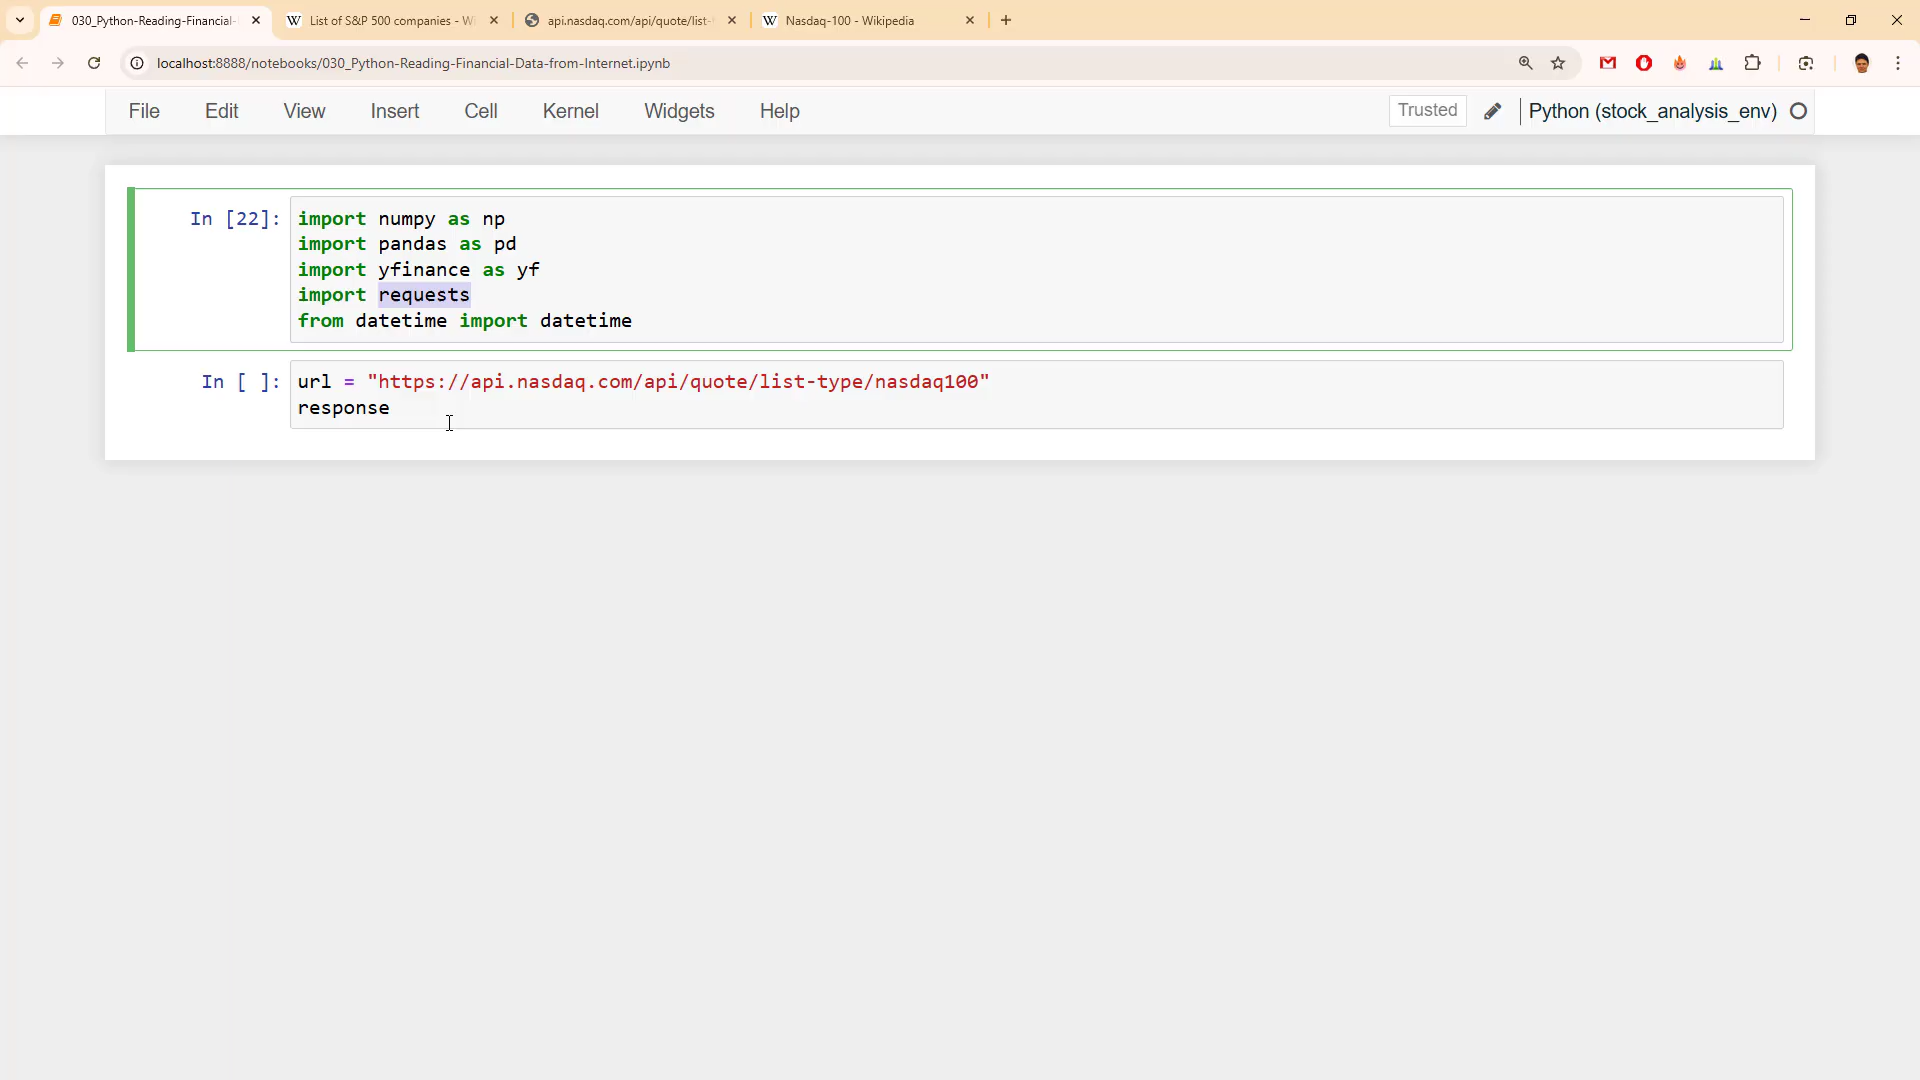 030_Python-Reading-Financial-
List of S&P 500 companies - Wi
api.nasdaq.com/api/quote/list-
Nasdaq-100 - Wikipedia
localhost:8888/notebooks/030_Python-Reading-Financial-Data-from-Internet.ipynb
File Edit View Insert Cell Kernel Widgets Help Trusted Python (stock_analysis_env)
In [22]: import numpy as np
import pandas as pd
import yfinance as yf
import requests
from datetime import datetime
In [ ]: url = "https://api.nasdaq.com/api/quote/list-type/nasdaq100"
response